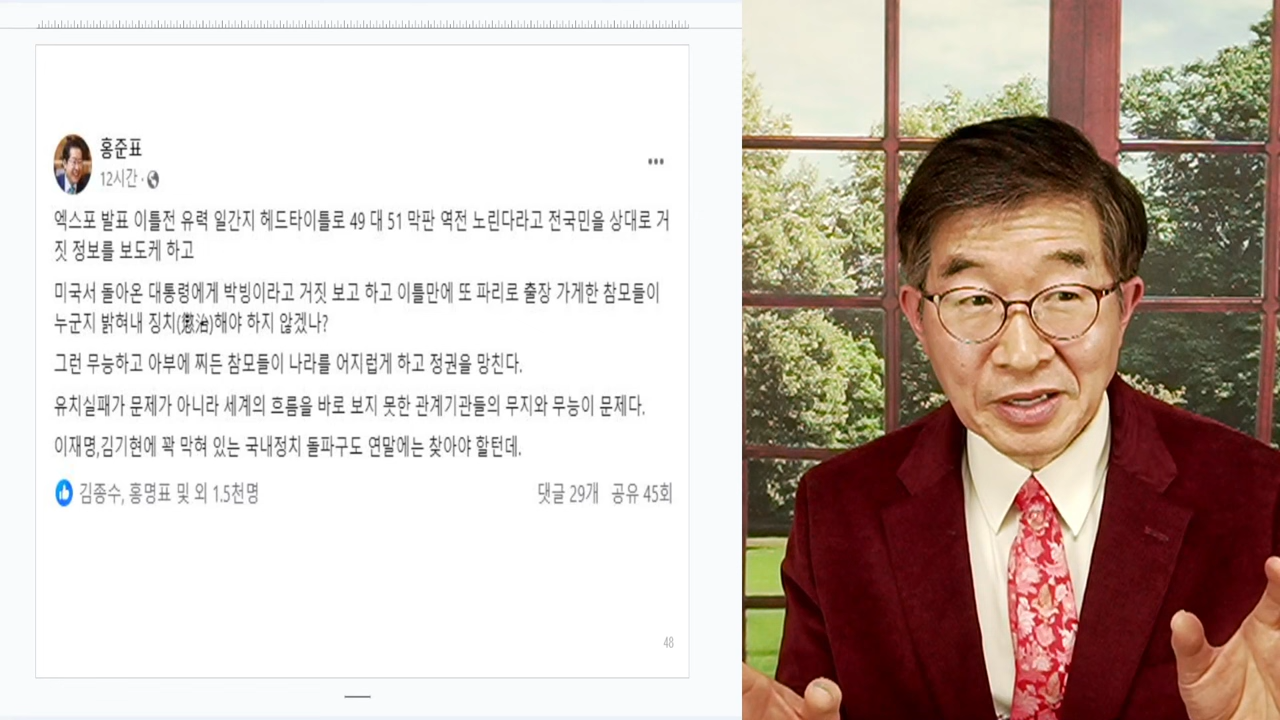 홍준표
12시간 ·
엑스포 발표 이틀전 유력 일간지 헤드타이틀로 49 대 51 막판 역전 노린다라고 전국민을 상대로 거
짓 정보를 보도케 하고
미국서 돌아온 대통령에게 박빙이라고 거짓 보고 하고 이틀만에 또 파리로 출장 가게한 참모들이
누군지 밝혀내 징치(懲治)해야 하지 않겠나?
그런 무능하고 아부에 찌든 참모들이 나라를 어지럽게 하고 정권을 망친다.
유치실패가 문제가 아니라 세계의 흐름을 바로 보지 못한 관계기관들의 무지와 무능이 문제다.
이재명,김기현에 꽉 막혀 있는 국내정치 돌파구도 연말에는 찾아야 할턴데.
김종수, 홍명표 및 외 1.5천명
댓글 29개 공유 45회
48